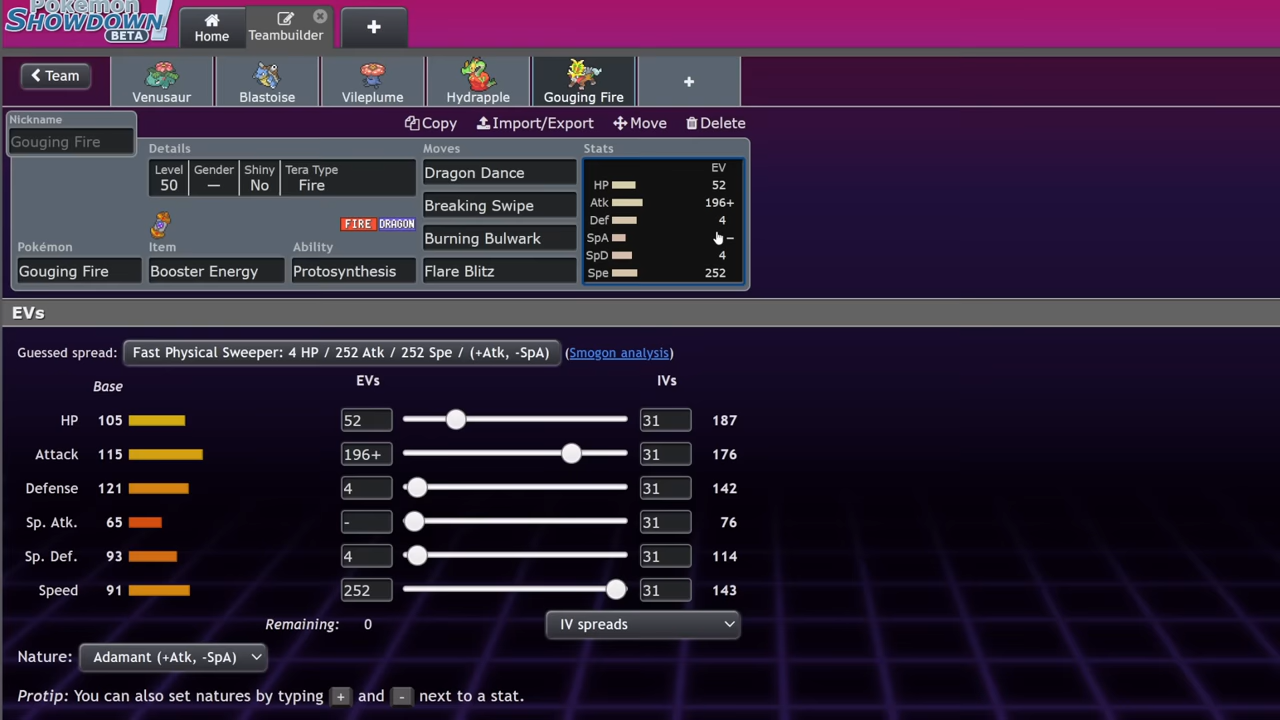 Pokémon
SHOWDOWN!
BETA
Home
Teambuilder
+
Team
Venusaur
Blastoise
Vileplume
Hydrapple
Gouging Fire
+
Nickname
Gouging Fire
Copy
Import/Export
Move
Delete
Details
Level
50
Gender
—
Shiny
No
Tera Type
Fire
FIRE DRAGON
Pokémon
Gouging Fire
Item
Booster Energy
Ability
Protosynthesis
Moves
Dragon Dance
Breaking Swipe
Burning Bulwark
Flare Blitz
Stats
EV
HP 52
Atk 196+
Def 4
SpA −
SpD 4
Spe 252
EVs
Guessed spread: Fast Physical Sweeper: 4 HP / 252 Atk / 252 Spe / (+Atk, -SpA) (Smogon analysis)
Base EVs IVs
HP 105 52 31 187
Attack 115 196+ 31 176
Defense 121 4 31 142
Sp. Atk. 65 - 31 76
Sp. Def. 93 4 31 114
Speed 91 252 31 143
Remaining: 0 IV spreads
Nature: Adamant (+Atk, -SpA)
Protip: You can also set natures by typing + and - next to a stat.